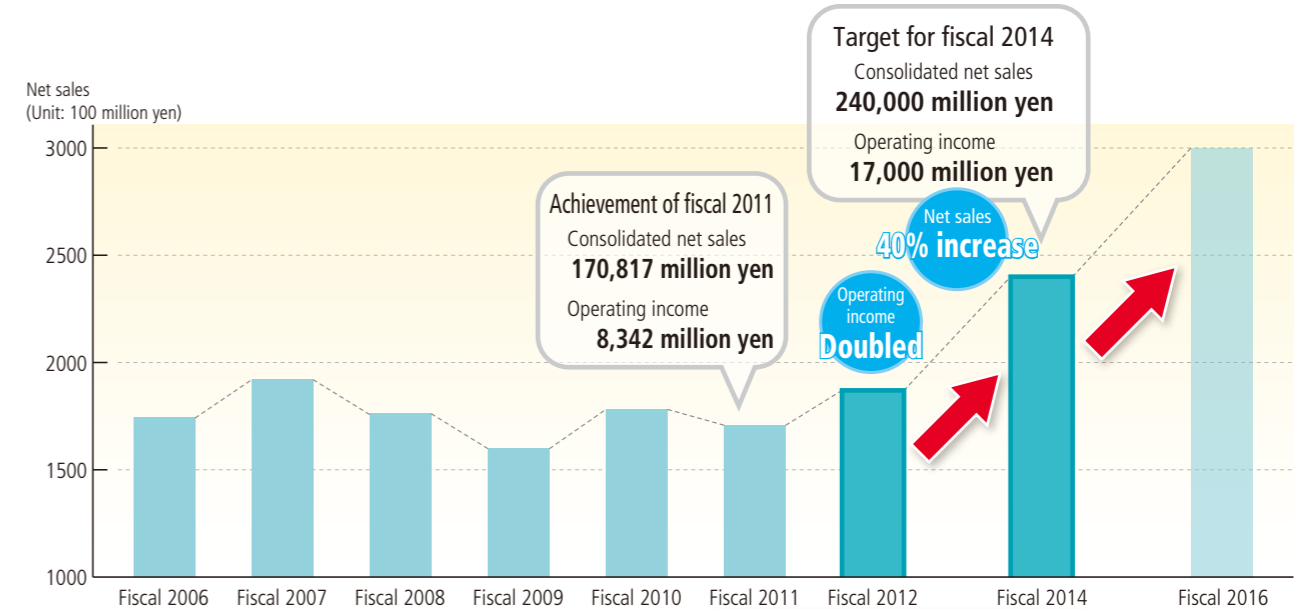 Net sales
(Unit: 100 million yen)
3000
2500
2000
1500
1000
Achievement of fiscal 2011
Consolidated net sales
170,817 million yen
Operating income
8,342 million yen
Target for fiscal 2014
Consolidated net sales
240,000 million yen
Operating income
17,000 million yen
Net sales
40% increase
Operating
income
Doubled
Fiscal 2006
Fiscal 2007
Fiscal 2008
Fiscal 2009
Fiscal 2010
Fiscal 2011
Fiscal 2012
Fiscal 2014
Fiscal 2016